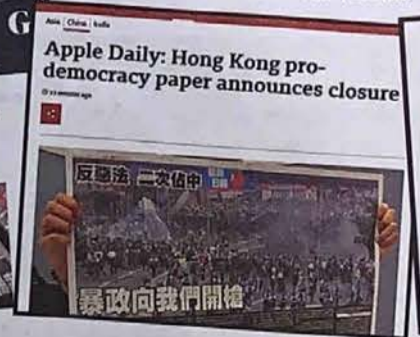 G
Asia | China | India
Apple Daily: Hong Kong pro-
democracy paper announces closure
反惡法 二次佔中
暴政向我們開槍